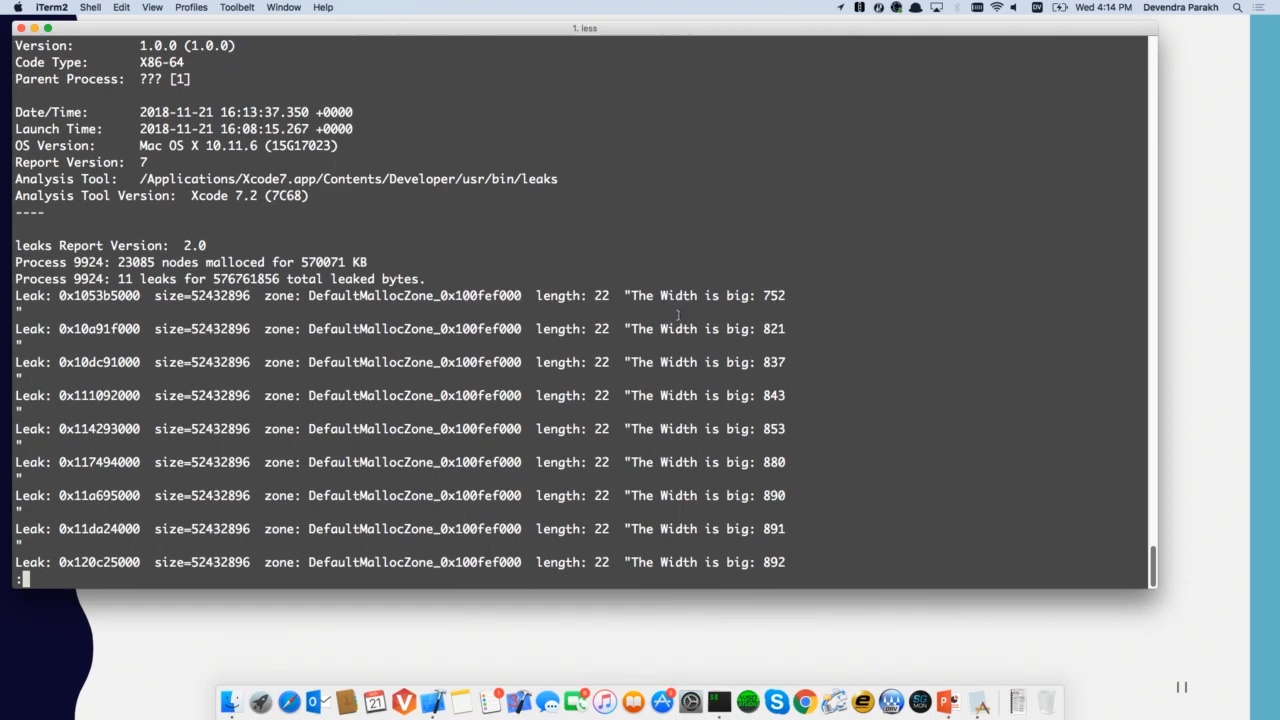 iTerm2 Shell Edit View Profiles Toolbelt Window Help Wed 4:14 PM Devendra Parakh
1. less
Version: 1.0.0 (1.0.0)
Code Type: X86-64
Parent Process: ??? [1]
Date/Time: 2018-11-21 16:13:37.350 +0000
Launch Time: 2018-11-21 16:08:15.267 +0000
OS Version: Mac OS X 10.11.6 (15G17023)
Report Version: 7
Analysis Tool: /Applications/Xcode7.app/Contents/Developer/usr/bin/leaks
Analysis Tool Version: Xcode 7.2 (7C68)
----
leaks Report Version: 2.0
Process 9924: 23085 nodes malloced for 570071 KB
Process 9924: 11 leaks for 576761856 total leaked bytes.
Leak: 0x1053b5000 size=52432896 zone: DefaultMallocZone_0x100fef000 length: 22 "The Width is big: 752
"
Leak: 0x10a91f000 size=52432896 zone: DefaultMallocZone_0x100fef000 length: 22 "The Width is big: 821
"
Leak: 0x10dc91000 size=52432896 zone: DefaultMallocZone_0x100fef000 length: 22 "The Width is big: 837
"
Leak: 0x111092000 size=52432896 zone: DefaultMallocZone_0x100fef000 length: 22 "The Width is big: 843
"
Leak: 0x114293000 size=52432896 zone: DefaultMallocZone_0x100fef000 length: 22 "The Width is big: 853
"
Leak: 0x117494000 size=52432896 zone: DefaultMallocZone_0x100fef000 length: 22 "The Width is big: 880
"
Leak: 0x11a695000 size=52432896 zone: DefaultMallocZone_0x100fef000 length: 22 "The Width is big: 890
"
Leak: 0x11da24000 size=52432896 zone: DefaultMallocZone_0x100fef000 length: 22 "The Width is big: 891
"
Leak: 0x120c25000 size=52432896 zone: DefaultMallocZone_0x100fef000 length: 22 "The Width is big: 892
:
21